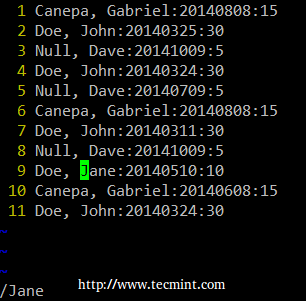 1 Canepa, Gabriel:20140808:15
2 Doe, John:20140325:30
3 Null, Dave:20141009:5
4 Doe, John:20140324:30
5 Null, Dave:20140709:5
6 Canepa, Gabriel:20140808:15
7 Doe, John:20140311:30
8 Null, Dave:20141009:5
9 Doe, Jane:20140510:10
10 Canepa, Gabriel:20140608:15
11 Doe, John:20140324:30
~
~
~
/Jane http://www.tecmint.com